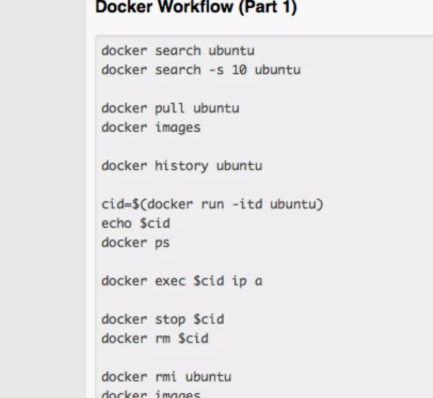 Docker Workflow (Part 1)
docker search ubuntu
docker search -s 10 ubuntu
docker pull ubuntu
docker images
docker history ubuntu
cid=$(docker run -itd ubuntu)
echo $cid
docker ps
docker exec $cid ip a
docker stop $cid
docker rm $cid
docker rmi ubuntu
docker images